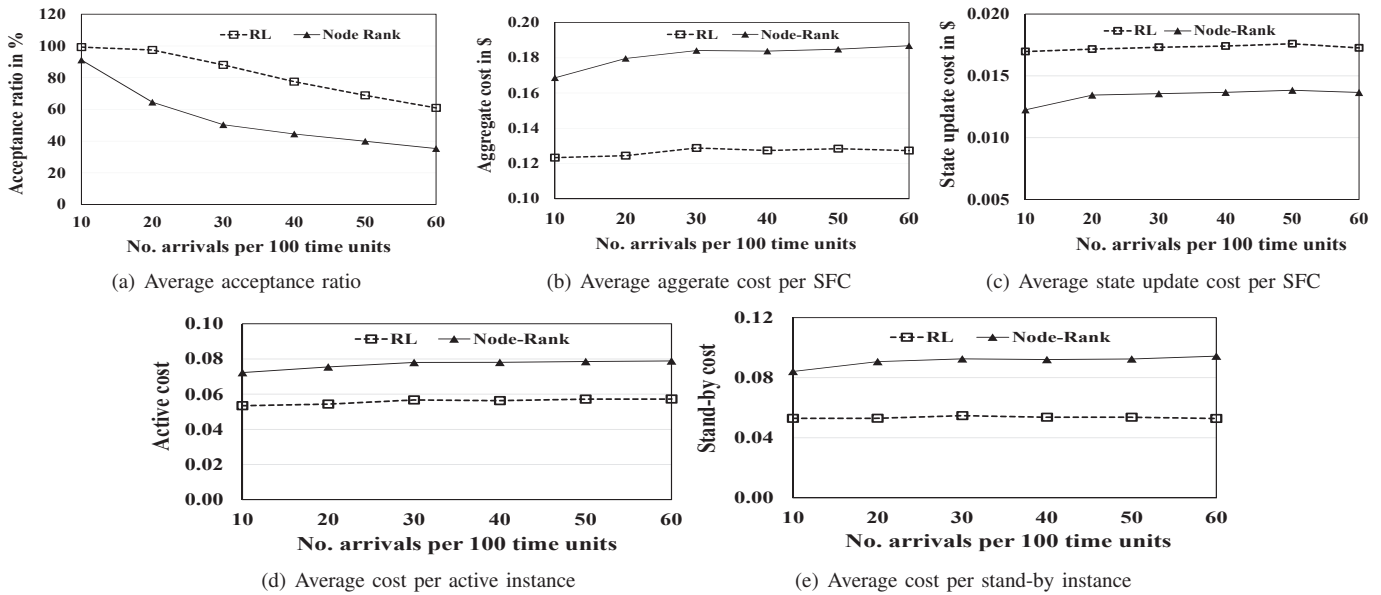 120
100
80
60
40
20
0
Acceptance ratio in %
RL Node Rank
10 20 30 40 50 60
No. arrivals per 100 time units
(a) Average acceptance ratio
0.20
0.18
0.16
0.14
0.12
0.10
Aggregate cost in $
RL Node-Rank
10 20 30 40 50 60
No. arrivals per 100 time units
(b) Average aggerate cost per SFC
0.020
0.015
0.010
0.005
State update cost in $
RL Node-Rank
10 20 30 40 50 60
No. arrivals per 100 time units
(c) Average state update cost per SFC
0.10
0.08
0.06
0.04
0.02
0.00
Active cost
RL Node-Rank
10 20 30 40 50 60
No. arrivals per 100 time units
(d) Average cost per active instance
0.12
0.08
0.04
0.00
Stand-by cost
RL Node-Rank
10 20 30 40 50 60
No. arrivals per 100 time units
(e) Average cost per stand-by instance